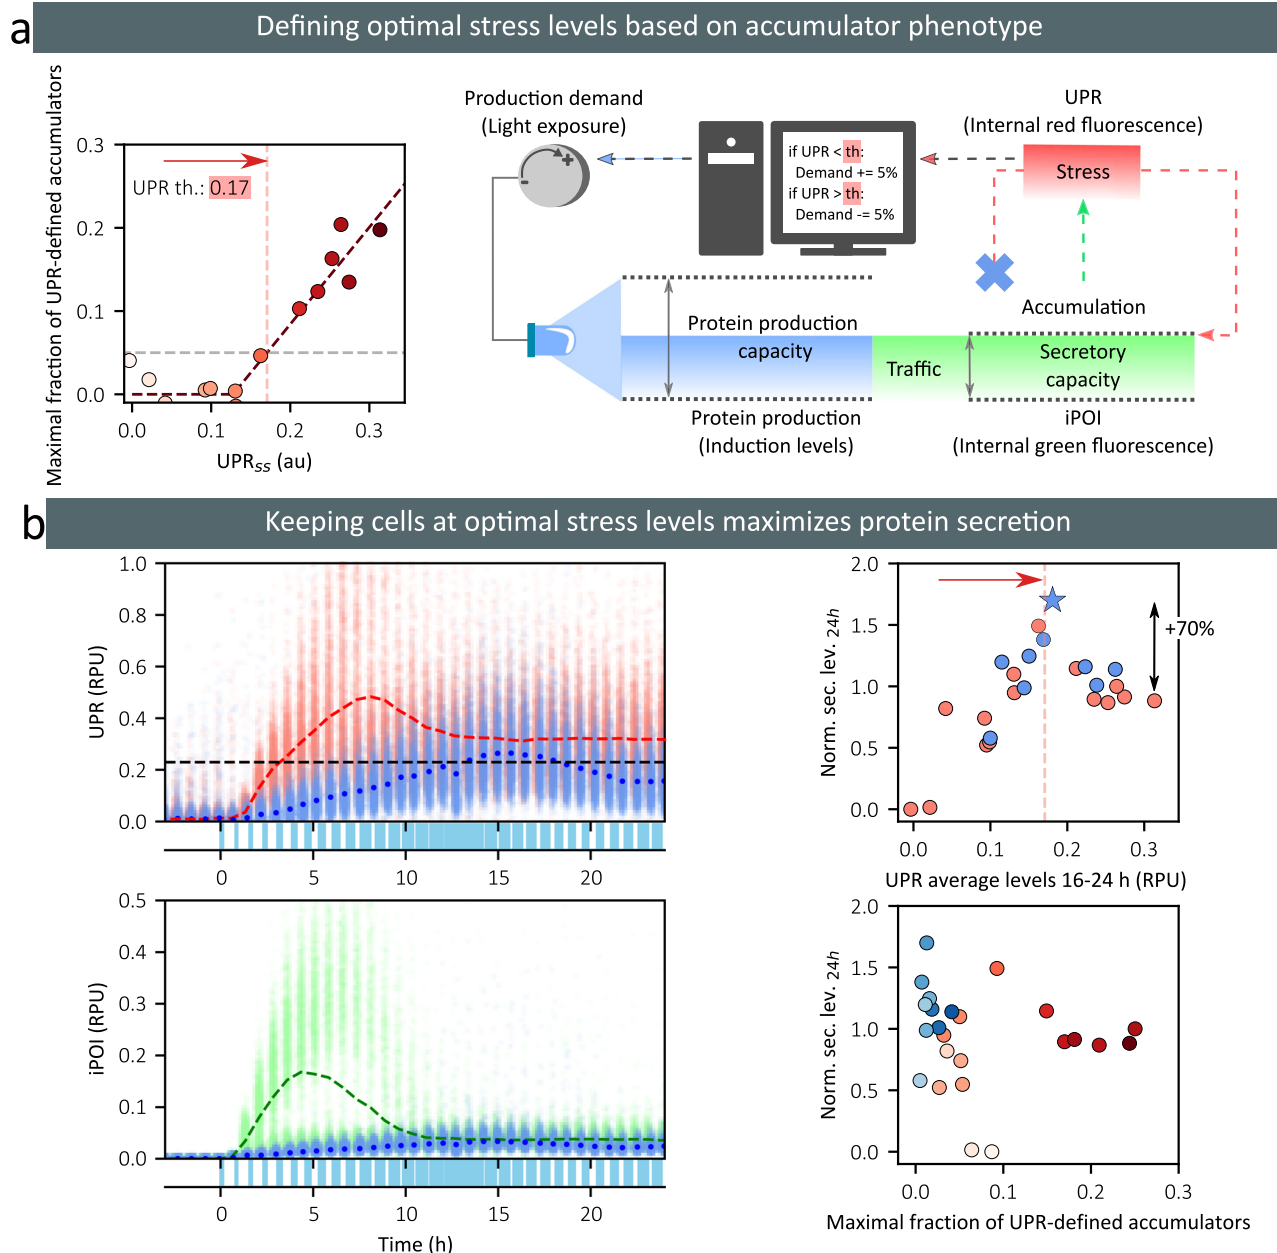 a
Defining optimal stress levels based on accumulator phenotype
Maximal fraction of UPR-defined accumulators
0.3
0.2
0.1
0.0
UPR th.: 0.17
0.0 0.1 0.2 0.3
UPRss (au)
Production demand
(Light exposure)
+
-
if UPR < th:
Demand += 5%
if UPR > th:
Demand -= 5%
UPR
(Internal red fluorescence)
Stress
Accumulation
Protein production
capacity
Traffic
Secretory
capacity
Protein production
(Induction levels)
iPOI
(Internal green fluorescence)
b
Keeping cells at optimal stress levels maximizes protein secretion
UPR (RPU)
1.0
0.8
0.6
0.4
0.2
0.0
0 5 10 15 20
iPOI (RPU)
0.5
0.4
0.3
0.2
0.1
0.0
0 5 10 15 20
Time (h)
Norm. sec. lev. 24h
2.0
1.5
1.0
0.5
0.0
+70%
0.0 0.1 0.2 0.3
UPR average levels 16-24 h (RPU)
Norm. sec. lev. 24h
2.0
1.5
1.0
0.5
0.0
0.0 0.1 0.2 0.3
Maximal fraction of UPR-defined accumulators